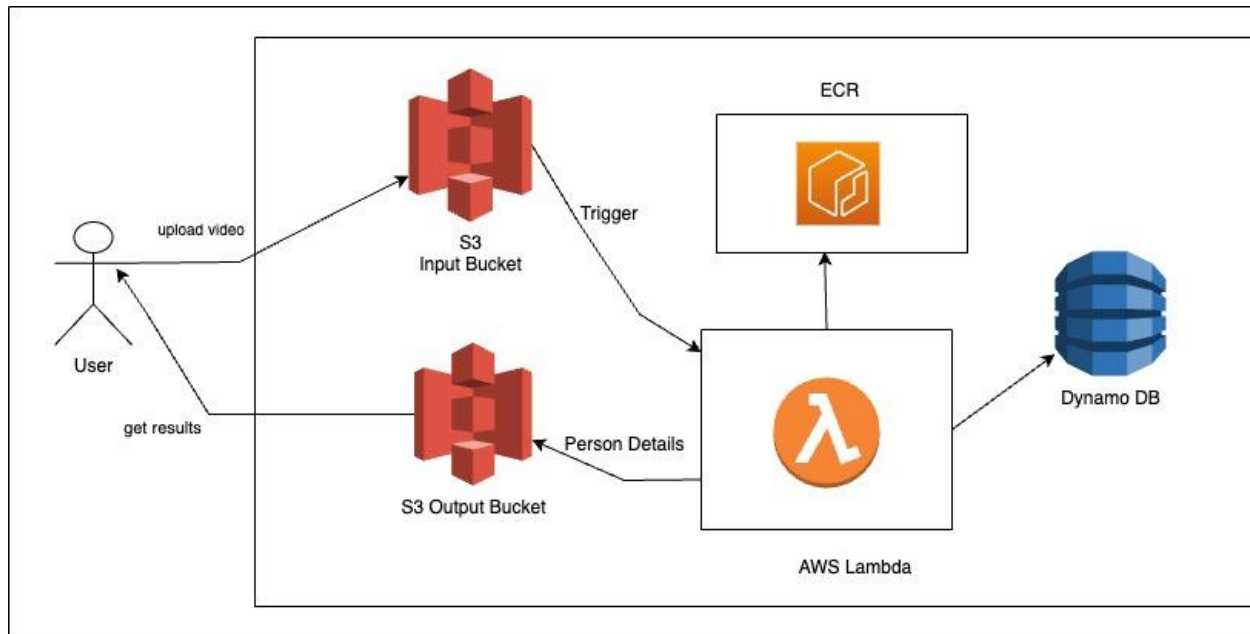 ECR
upload video
Trigger
S3
Input Bucket
User
Dynamo DB
get results
Person Details
S3 Output Bucket
AWS Lambda